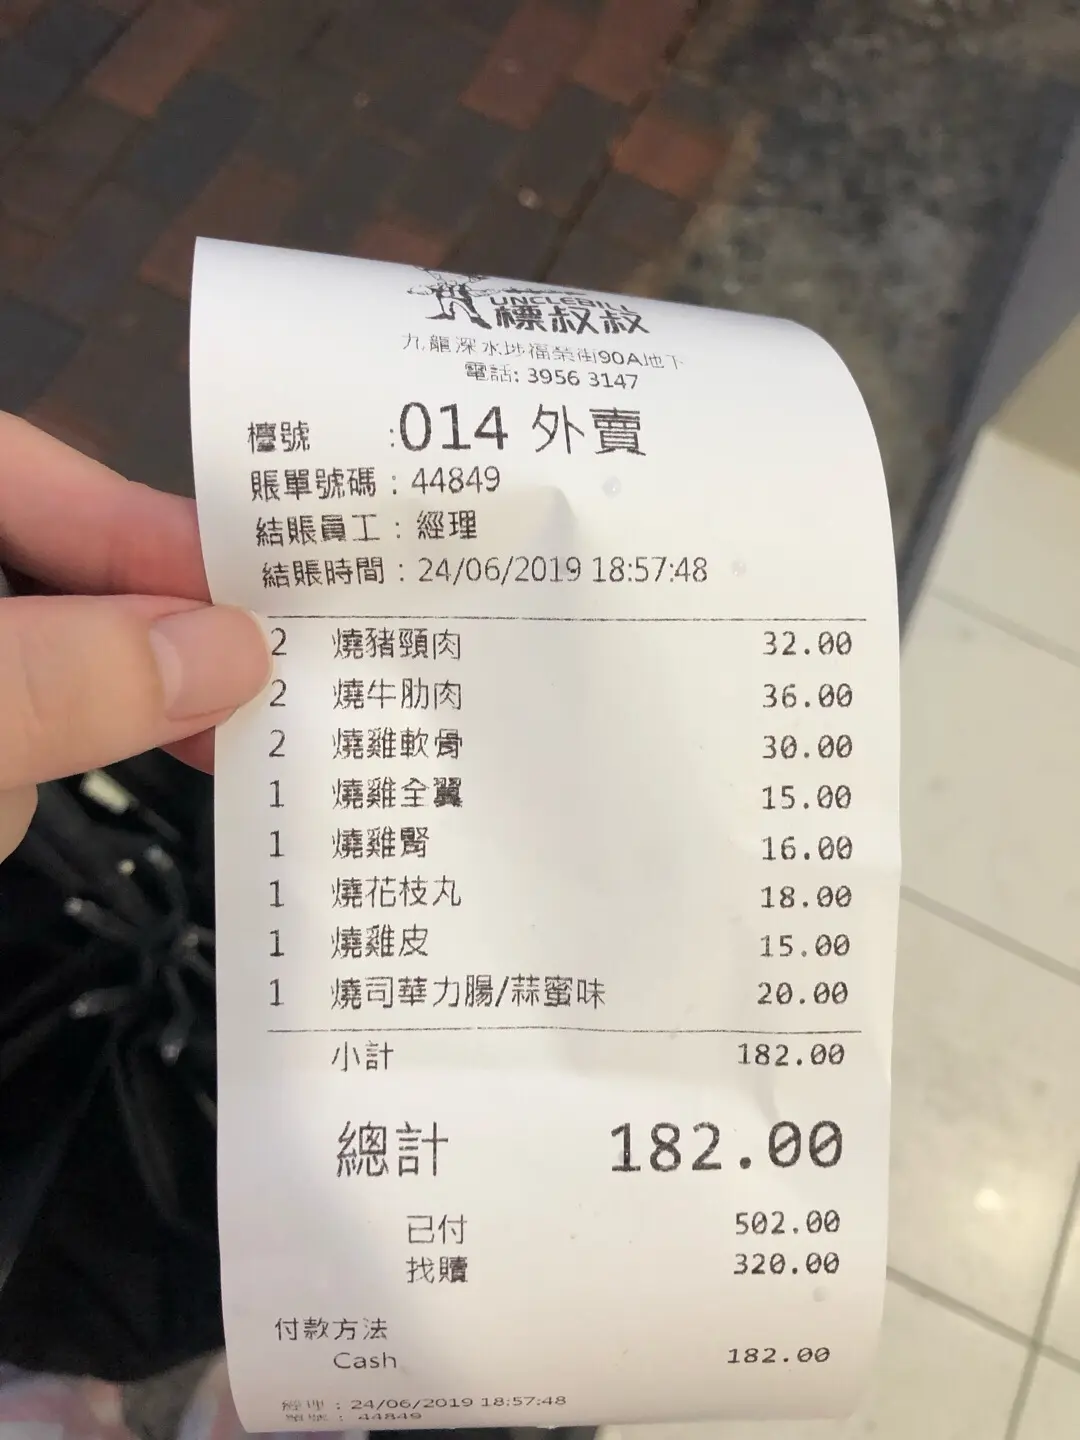 UNCLEBILL
標叔叔
九龍深水埗福榮街90A地下
電話: 3956 3147
檯號 :014 外賣
賬單號碼 : 44849
結賬員工 : 經理
結賬時間 : 24/06/2019 18:57:48
2 燒豬頸肉 32.00
2 燒牛肋肉 36.00
2 燒雞軟骨 30.00
1 燒雞全翼 15.00
1 燒雞腎 16.00
1 燒花枝丸 18.00
1 燒雞皮 15.00
1 燒司華力腸/蒜蜜味 20.00
小計 182.00
總計 182.00
已付 502.00
找贖 320.00
付款方法
Cash 182.00
經理 : 24/06/2019 18:57:48
單號 : 44849